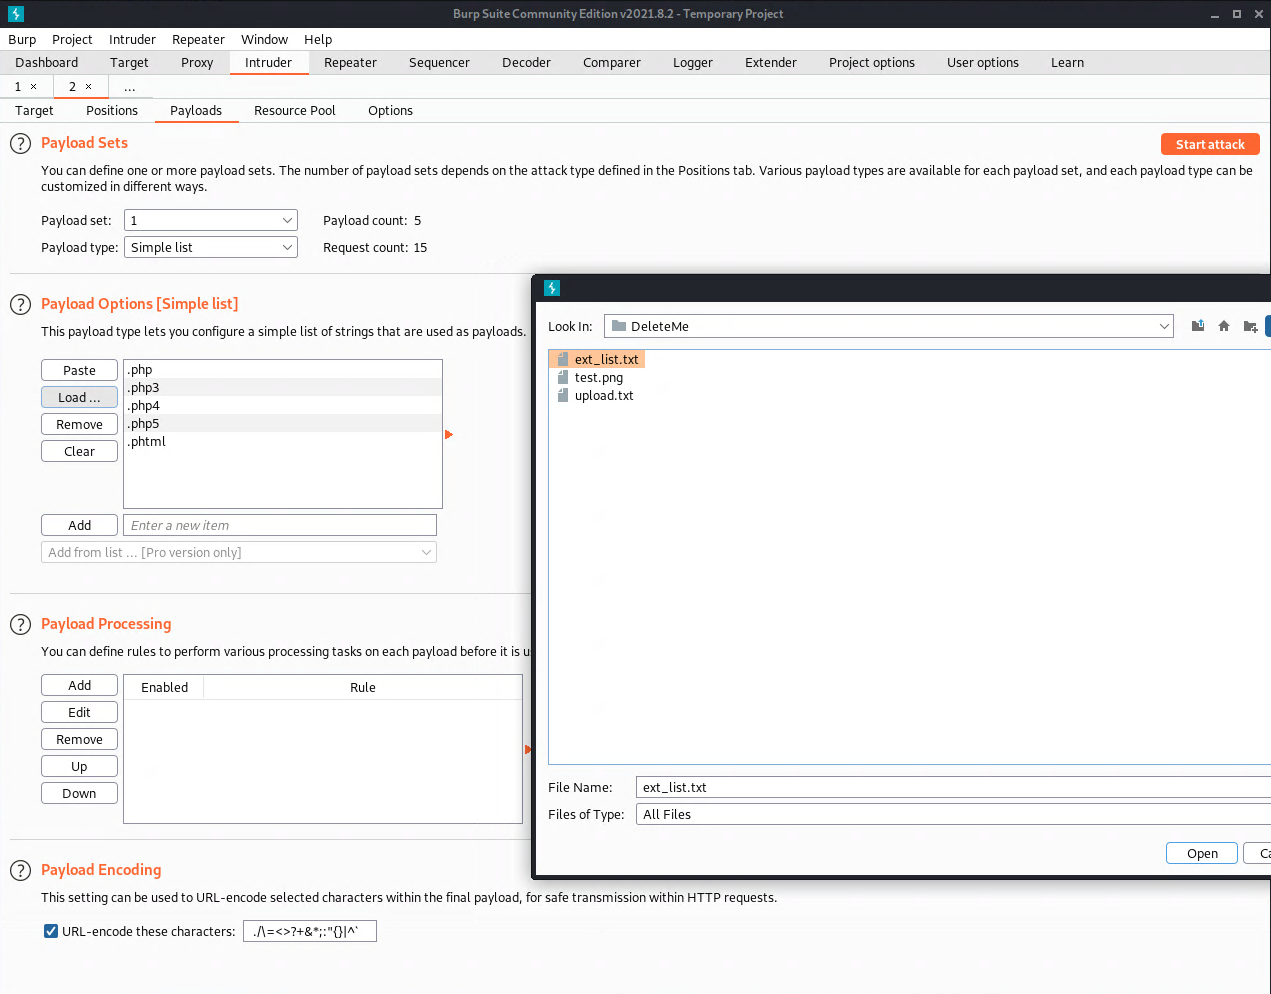 Burp Suite Community Edition v2021.8.2 - Temporary Project
Burp Project Intruder Repeater Window Help
Dashboard Target Proxy Intruder Repeater Sequencer Decoder Comparer Logger Extender Project options User options Learn
1 × 2 × ...
Target Positions Payloads Resource Pool Options
? Payload Sets
Start attack
You can define one or more payload sets. The number of payload sets depends on the attack type defined in the Positions tab. Various payload types are available for each payload set, and each payload type can be
customized in different ways.
Payload set: 1 Payload count: 5
Payload type: Simple list Request count: 15
? Payload Options [Simple list]
This payload type lets you configure a simple list of strings that are used as payloads.
Paste
Load ...
Remove
Clear
.php
.php3
.php4
.php5
.phtml
Add Enter a new item
Add from list ... [Pro version only]
? Payload Processing
You can define rules to perform various processing tasks on each payload before it is u
Add
Edit
Remove
Up
Down
Enabled Rule
? Payload Encoding
This setting can be used to URL-encode selected characters within the final payload, for safe transmission within HTTP requests.
URL-encode these characters: ./\=<>?+&*;:"{}|^`
Look In: DeleteMe
ext_list.txt
test.png
upload.txt
File Name: ext_list.txt
Files of Type: All Files
Open Ca